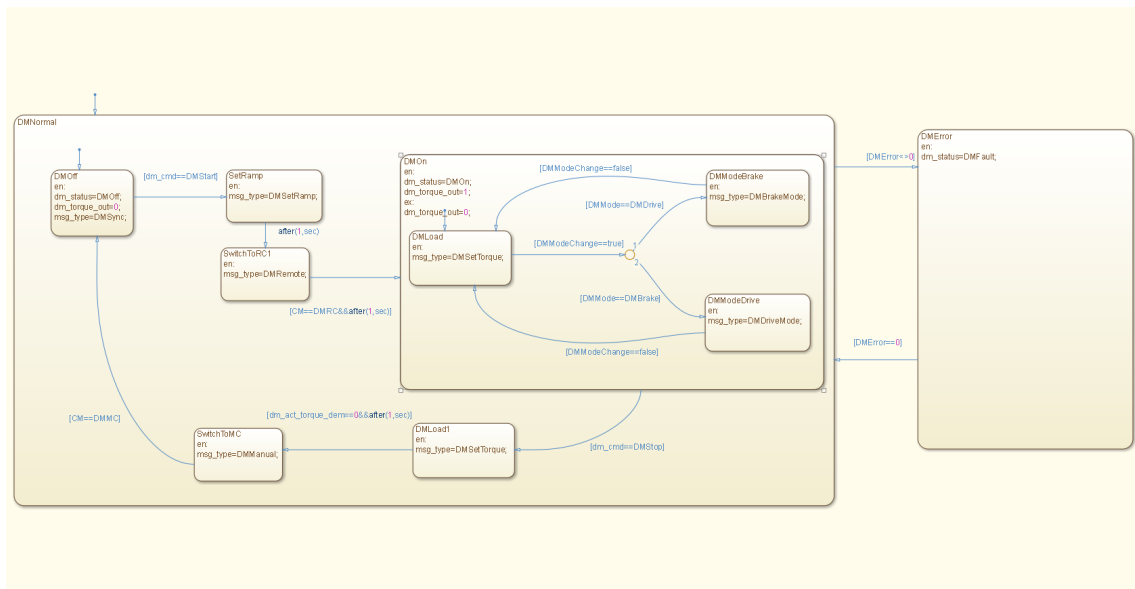 DMNormal
DMOff
en:
dm_status=DMOff;
dm_torque_out=0;
msg_type=DMSync;
[dm_cmd==DMStart]
SetRamp
en:
msg_type=DMSetRamp;
after(1,sec)
SwitchToRC1
en:
msg_type=DMRemote;
[CM==DMRC&&after(1,sec)]
DMOn
en:
dm_status=DMOn;
dm_torque_out=1;
ex:
dm_torque_out=0;
DMLoad
en:
msg_type=DMSetTorque;
[DMModeChange==false]
[DMMode==DMDrive]
[DMModeChange==true]
1
2
[DMMode==DMBrake]
[DMModeChange==false]
DMModeBrake
en:
msg_type=DMBrakeMode;
DMModeDrive
en:
msg_type=DMDriveMode;
[dm_cmd==DMStop]
DMLoad1
en:
msg_type=DMSetTorque;
[dm_act_torque_dem==0&&after(1,sec)]
SwitchToMC
en:
msg_type=DMManual;
[CM==DMMC]
[DMError<>0]
[DMError==0]
DMError
en:
dm_status=DMFault;